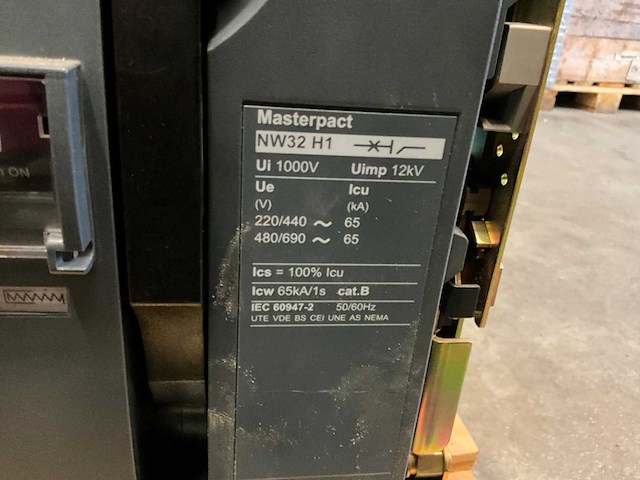 Masterpact
NW32 H1
Ui 1000V Uimp 12kV
Ue Icu
(V) (kA)
220/440 ~ 65
480/690 ~ 65
Ics = 100% Icu
Icw 65kA/1s cat.B
IEC 60947-2 50/60Hz
UTE VDE BS CEI UNE AS NEMA
ON